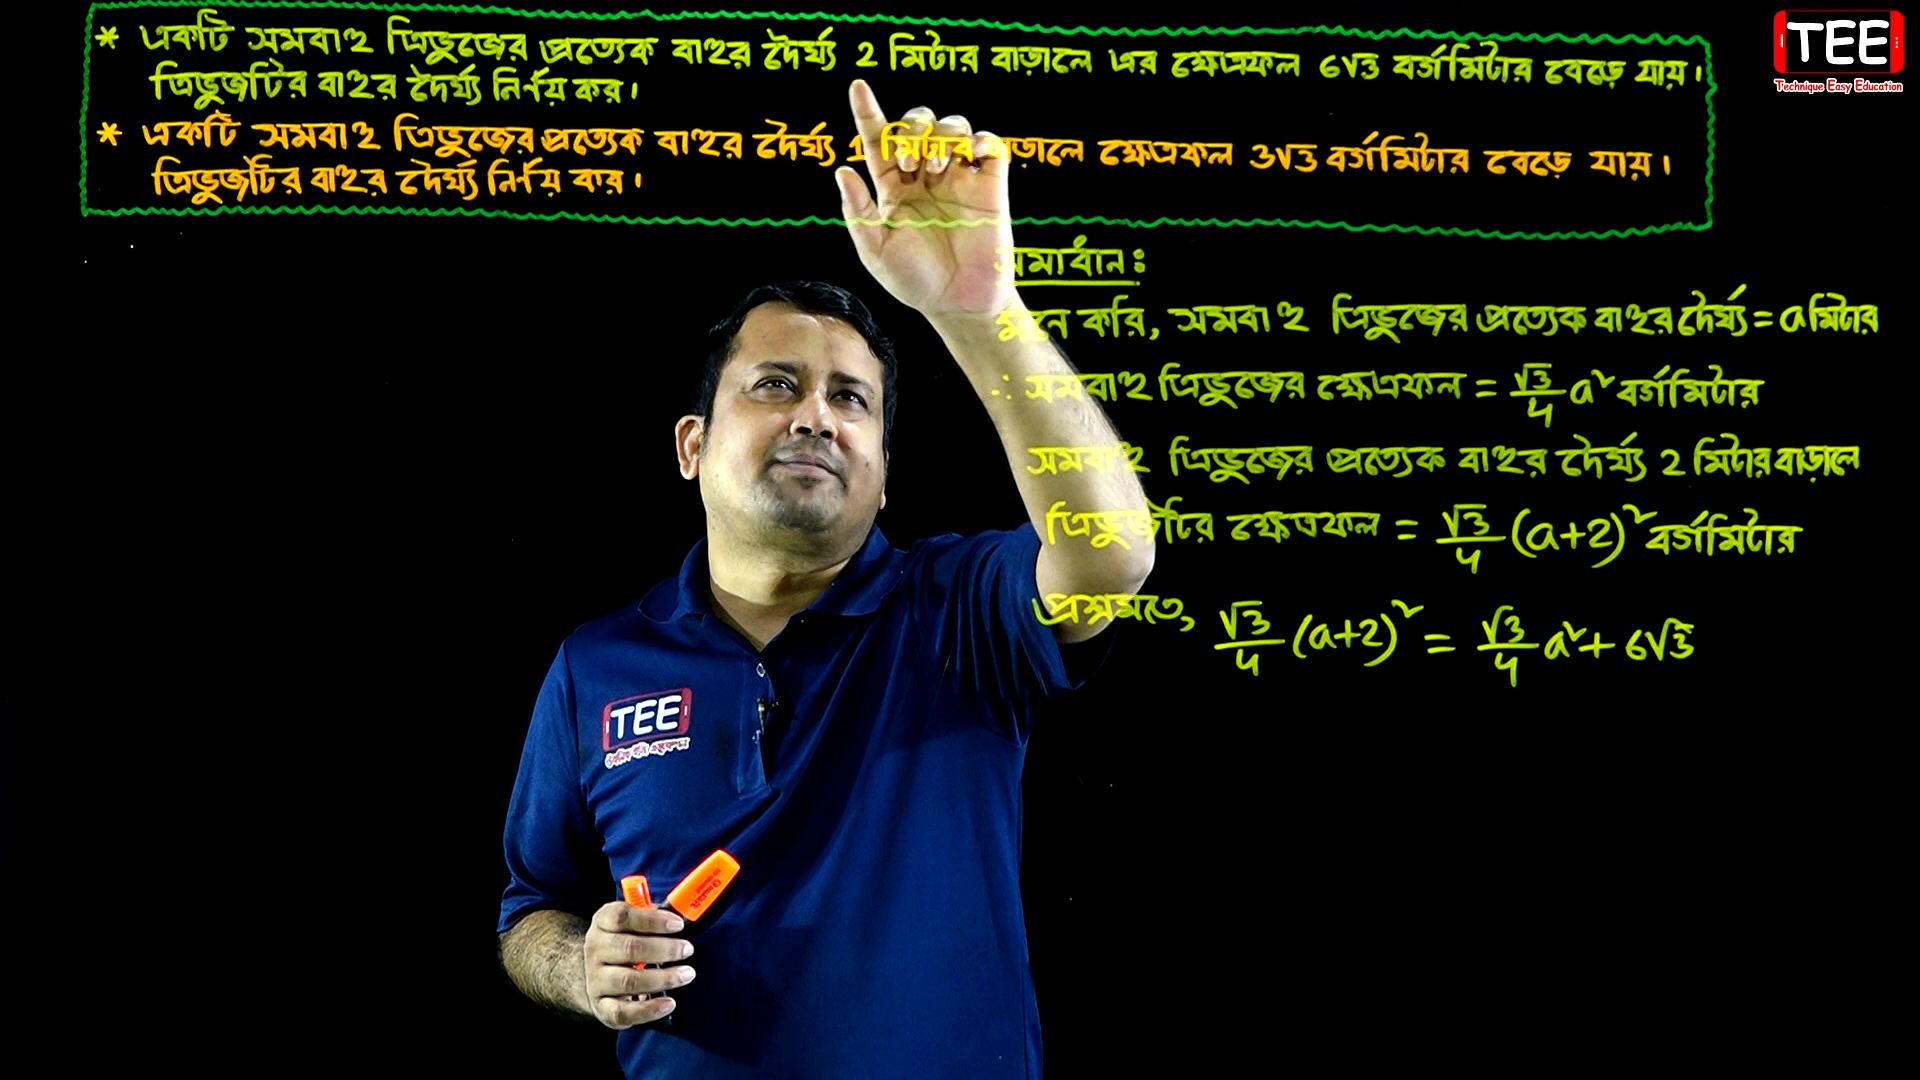 * একটি সমবাহু ত্রিভুজের প্রত্যেক বাহুর দৈর্ঘ্য 2 মিটার বাড়ালে এর ক্ষেত্রফল 6√3 বর্গমিটার বেড়ে যায়।
ত্রিভুজটির বাহুর দৈর্ঘ্য নির্ণয় কর।
* একটি সমবাহু ত্রিভুজের প্রত্যেক বাহুর দৈর্ঘ্য 1 মিটার বাড়ালে ক্ষেত্রফল 3√3 বর্গমিটার বেড়ে যায়।
ত্রিভুজটির বাহুর দৈর্ঘ্য নির্ণয় কর।
TEE
Technique Easy Education
সমাধান:
মনে করি, সমবাহু ত্রিভুজের প্রত্যেক বাহুর দৈর্ঘ্য = a মিটার
∴ সমবাহু ত্রিভুজের ক্ষেত্রফল = √3/4 a² বর্গমিটার
সমবাহু ত্রিভুজের প্রত্যেক বাহুর দৈর্ঘ্য 2 মিটার বাড়ালে
ত্রিভুজটির ক্ষেত্রফল = √3/4 (a+2)² বর্গমিটার
প্রশ্নমতে, √3/4 (a+2)² = √3/4 a² + 6√3
TEE